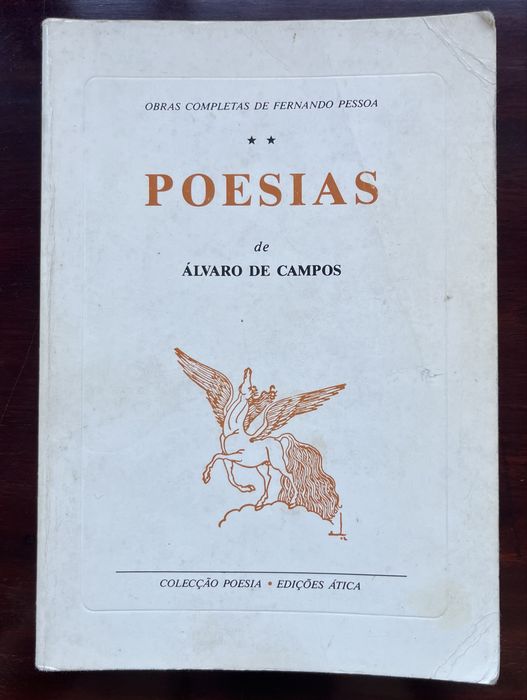 OBRAS COMPLETAS DE FERNANDO PESSOA
★ ★
POESIAS
de
ÁLVARO DE CAMPOS
COLECÇÃO POESIA • EDIÇÕES ÁTICA